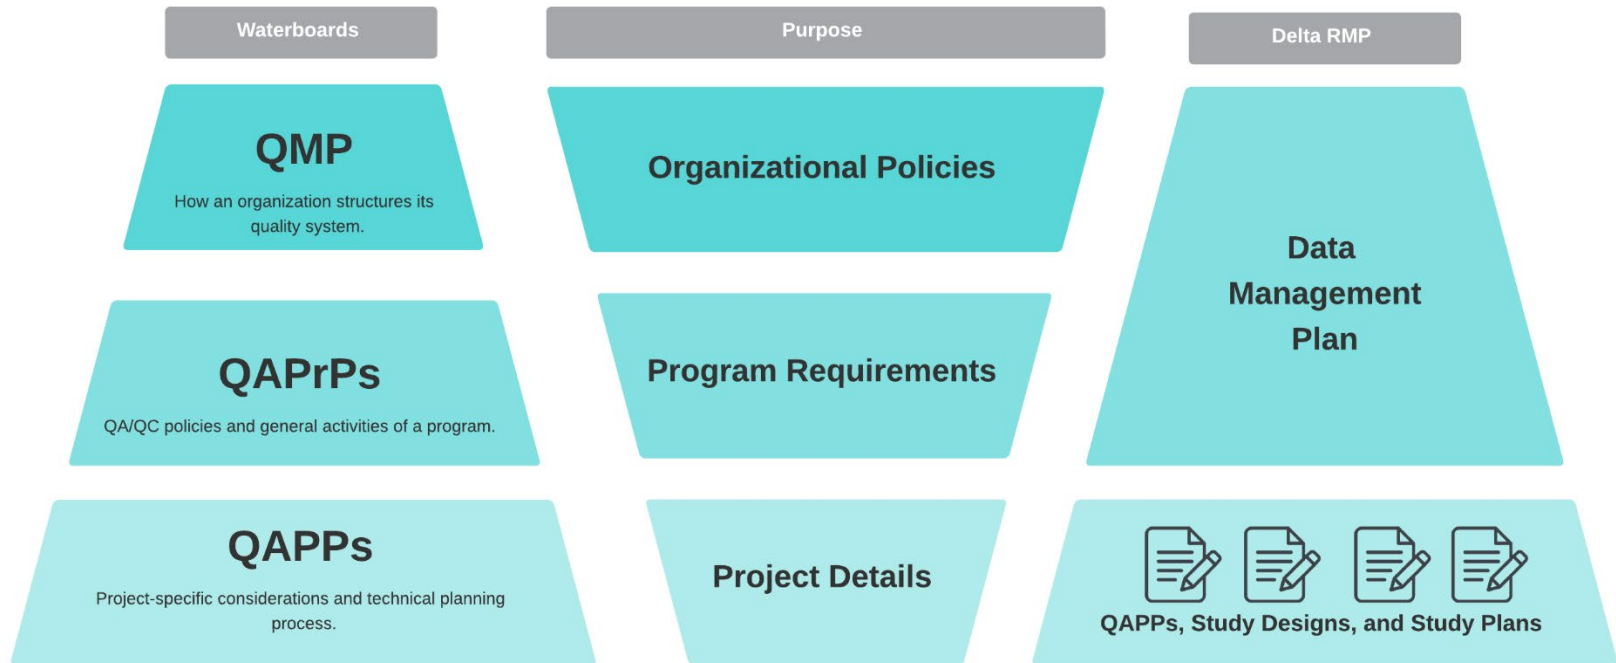 Waterboards
Purpose
Delta RMP
QMP
How an organization structures its
quality system.
Organizational Policies
Data
Management
Plan
QAPrPs
QA/QC policies and general activities of a program.
Program Requirements
QAPPs
Project-specific considerations and technical planning
process.
Project Details
QAPPs, Study Designs, and Study Plans